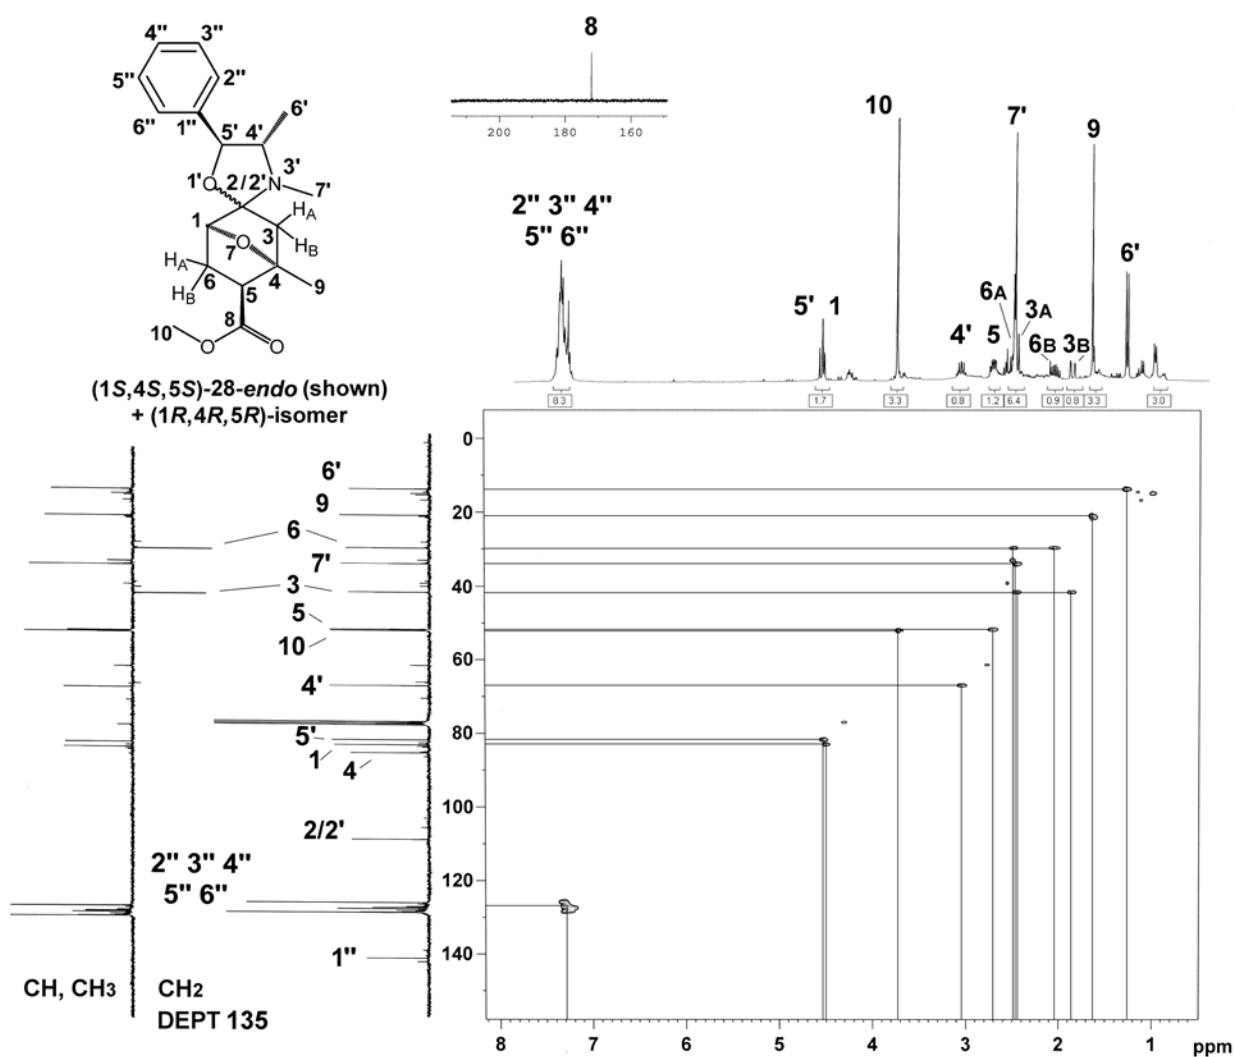 4'' 3''
5'' 2''
6'' 1''
6'
5' 4'
3'
1' O 2/2' N 7'
HA
1 O 3
7 HB
HA
6 4 9
HB 5
8
10 O O
(1S,4S,5S)-28-endo (shown)
+ (1R,4R,5R)-isomer
8
200 180 160
10 7' 9
2'' 3'' 4''
5'' 6''
6'
5' 1 6A 3A
4' 5 6B 3B
8.3 1.7 3.3 0.8 1.2 6.4 0.9 0.8 3.3 3.0
6'
9
6
7'
3
5
10
4'
5'
1
4
2/2'
2'' 3'' 4''
5'' 6''
1''
CH, CH3 CH2
DEPT 135
0
20
40
60
80
100
120
140
8 7 6 5 4 3 2 1 ppm